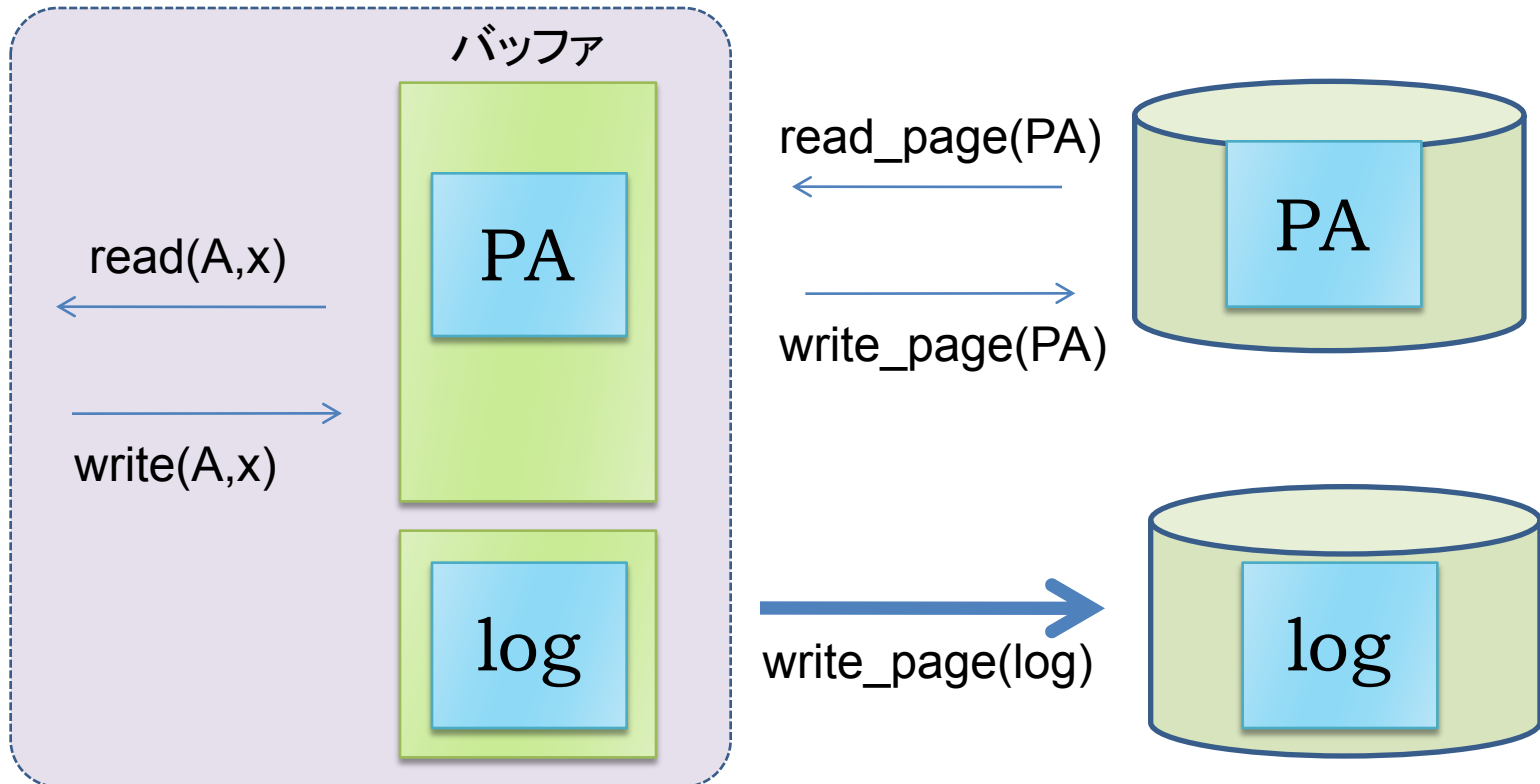 バッファ
read_page(PA)
PA
PA
read(A,x)
write_page(PA)
write(A,x)
log
write_page(log)
log